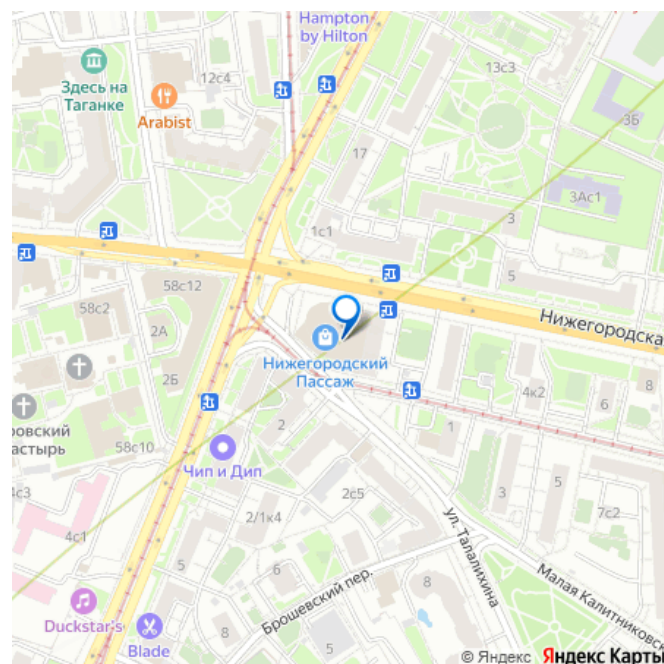 Hampton
by Hilton
Здесь на
Таганке
12с4
13с3
Arabist
3Б
17
3Ас1
3
1с1
5
58с12
58с2
2А
Нижегородска
Нижегородский
Пассаж
2Б
4к2
6
8
ровский
астырь
58с10
2
1
Чип и Дип
4с3
2с5
3
5
2/1к4
7с2
4с1
ул. Талалихина
5
6
Брошевский пер.
8
Малая Калитниковс
Duckstar's
Blade
8
5
© Яндекс Яндекс Карты